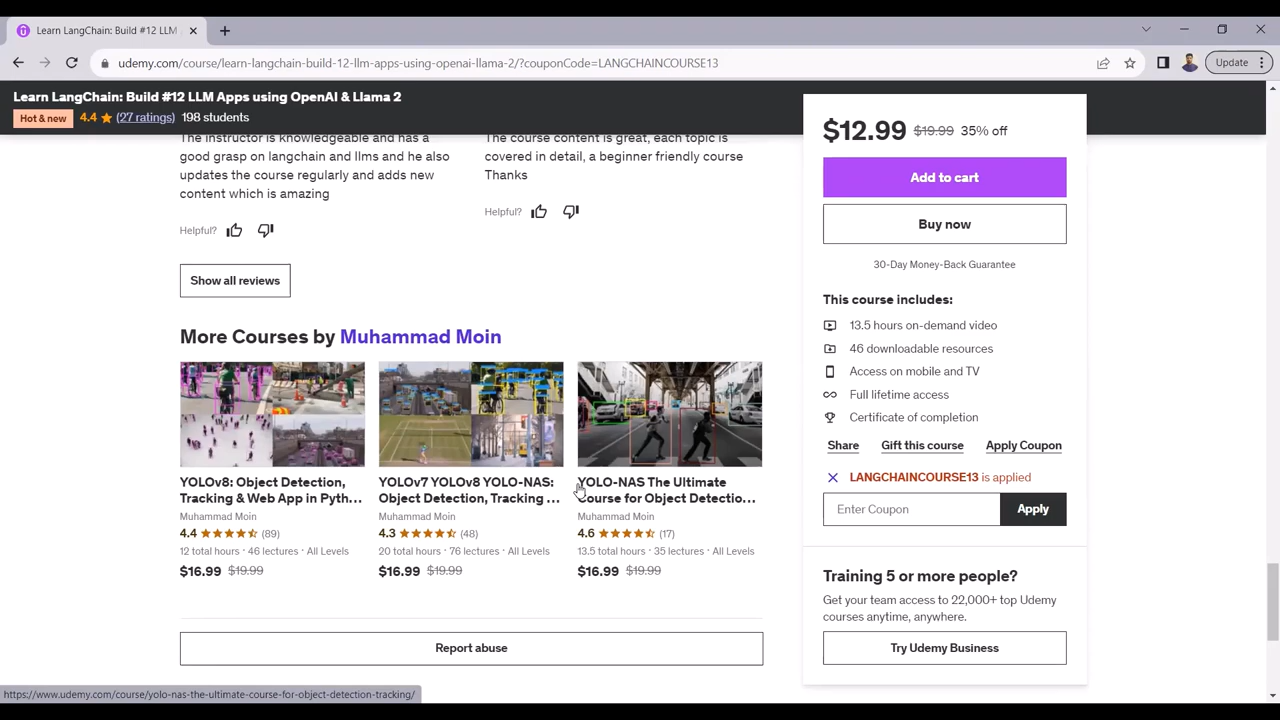 Learn LangChain: Build #12 LLM
Update
udemy.com/course/learn-langchain-build-12-llm-apps-using-openai-llama-2/?couponCode=LANGCHAINCOURSE13
Learn LangChain: Build #12 LLM Apps using OpenAI & Llama 2
Hot & new
4.4 (27 ratings) 198 students
The instructor is knowledgeable and has a
good grasp on langchain and llms and he also
updates the course regularly and adds new
content which is amazing
Helpful?
The course content is great, each topic is
covered in detail, a beginner friendly course
Thanks
Helpful?
Show all reviews
More Courses by Muhammad Moin
YOLOv8: Object Detection,
Tracking & Web App in Pyth...
Muhammad Moin
4.4 (89)
12 total hours · 46 lectures · All Levels
$16.99 $19.99
YOLOv7 YOLOv8 YOLO-NAS:
Object Detection, Tracking ...
Muhammad Moin
4.3 (48)
20 total hours · 76 lectures · All Levels
$16.99 $19.99
YOLO-NAS The Ultimate
Course for Object Detectio...
Muhammad Moin
4.6 (17)
13.5 total hours · 35 lectures · All Levels
$16.99 $19.99
Report abuse
$12.99 $19.99 35% off
Add to cart
Buy now
30-Day Money-Back Guarantee
This course includes:
13.5 hours on-demand video
46 downloadable resources
Access on mobile and TV
Full lifetime access
Certificate of completion
Share Gift this course Apply Coupon
LANGCHAINCOURSE13 is applied
Enter Coupon Apply
Training 5 or more people?
Get your team access to 22,000+ top Udemy
courses anytime, anywhere.
Try Udemy Business
https://www.udemy.com/course/yolo-nas-the-ultimate-course-for-object-detection-tracking/